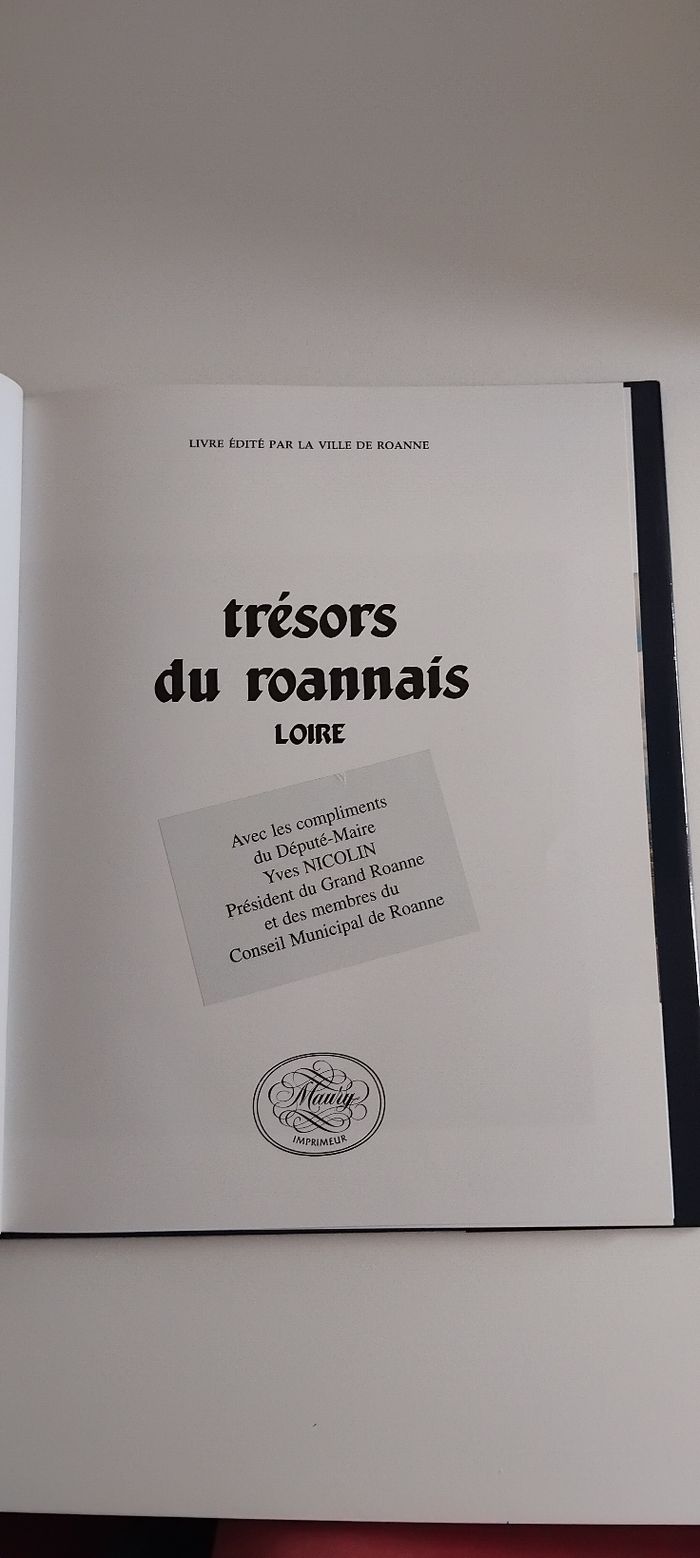 LIVRE ÉDITÉ PAR LA VILLE DE ROANNE
trésors
du roannais
LOIRE
Avec les compliments
du Député-Maire
Yves NICOLIN
Président du Grand Roanne
et des membres du
Conseil Municipal de Roanne
Maury
IMPRIMEUR